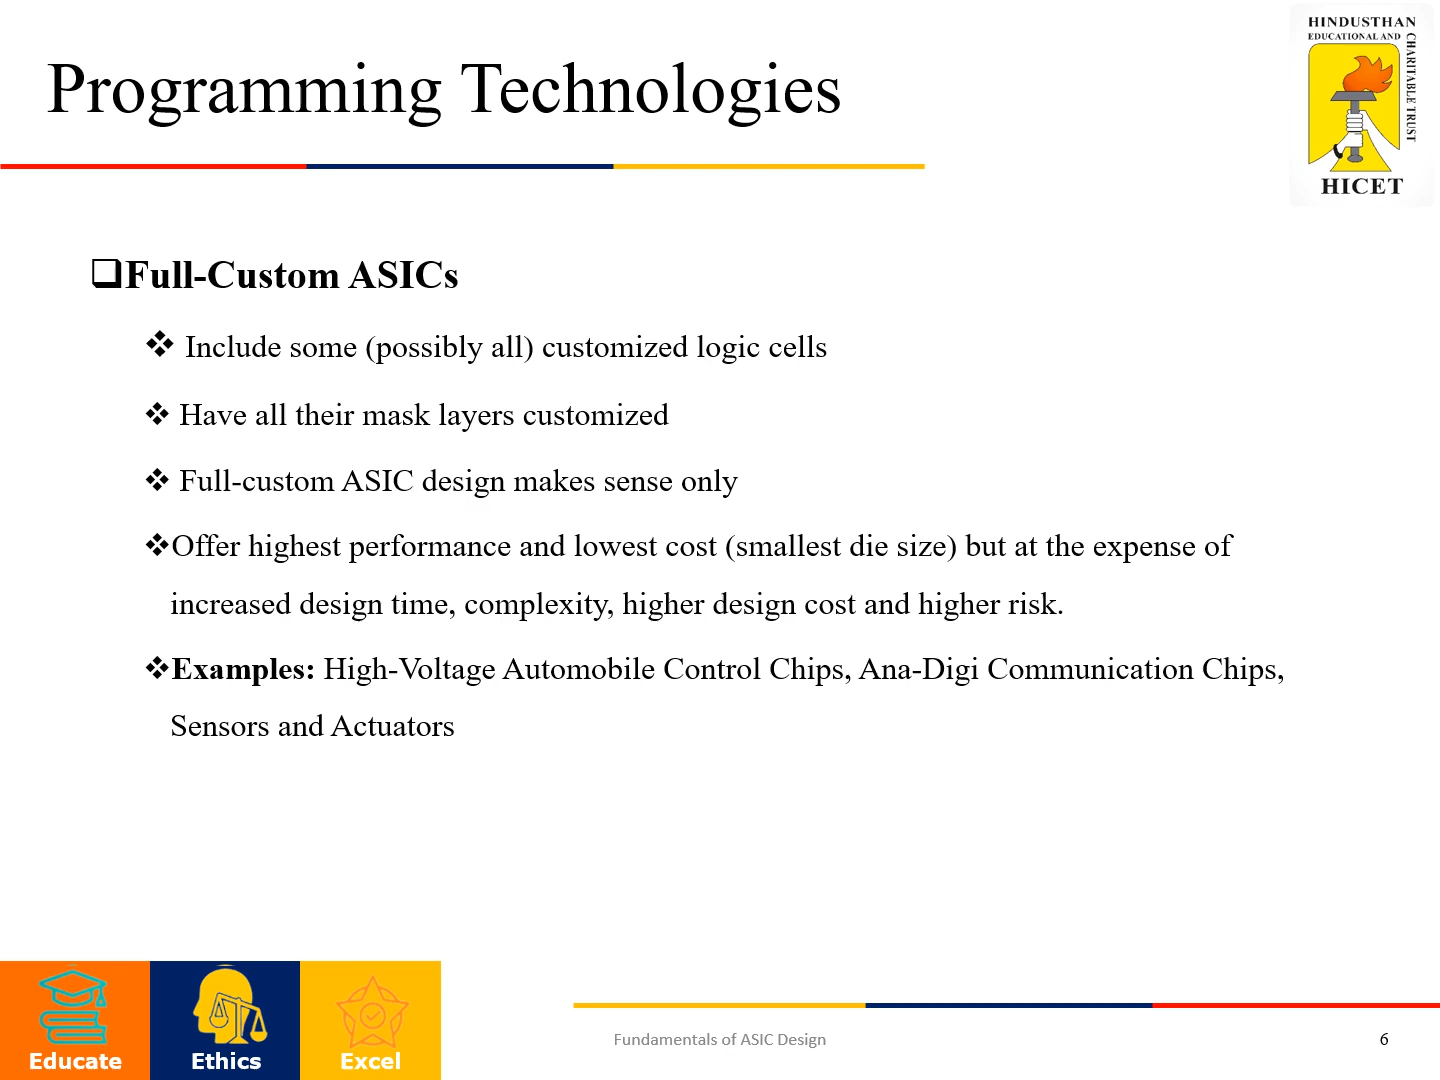 Programming Technologies
HINDUSTHAN
EDUCATIONAL AND
CHARITABLE TRUST
HICET
Full-Custom ASICs
Include some (possibly all) customized logic cells
Have all their mask layers customized
Full-custom ASIC design makes sense only
Offer highest performance and lowest cost (smallest die size) but at the expense of
increased design time, complexity, higher design cost and higher risk.
Examples: High-Voltage Automobile Control Chips, Ana-Digi Communication Chips,
Sensors and Actuators
Educate
Ethics
Excel
Fundamentals of ASIC Design
6